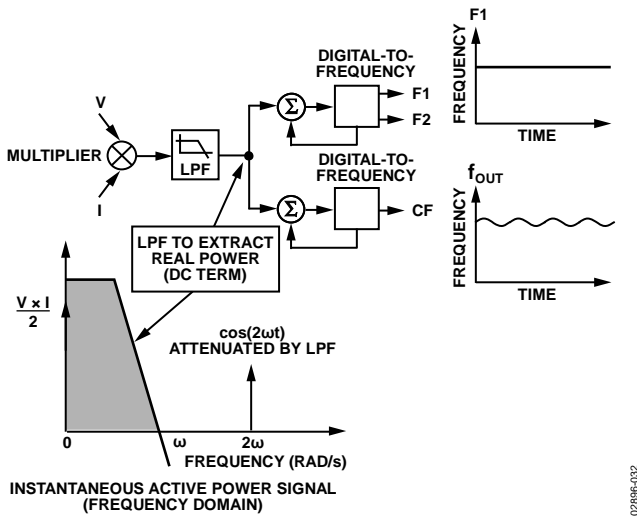 F1
FREQUENCY
TIME
DIGITAL-TO-
FREQUENCY
F1
F2
V
MULTIPLIER
I
LPF
Σ
DIGITAL-TO-
FREQUENCY
Σ
CF
fOUT
FREQUENCY
TIME
LPF TO EXTRACT
REAL POWER
(DC TERM)
V × I
2
cos(2ωt)
ATTENUATED BY LPF
0
ω
2ω
FREQUENCY (RAD/s)
INSTANTANEOUS ACTIVE POWER SIGNAL
(FREQUENCY DOMAIN)
02896-032